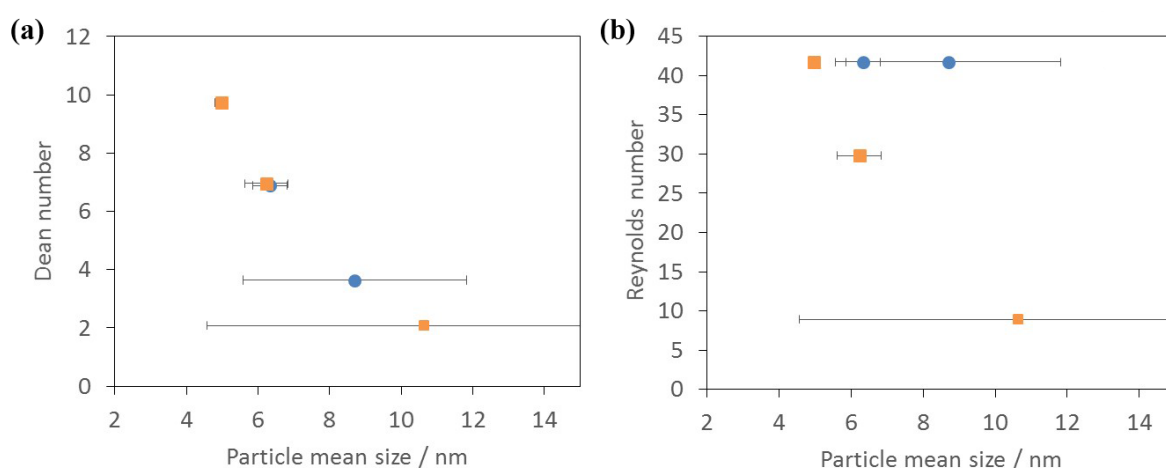 (a)
12
10
8
6
4
2
0
Dean number
2 4 6 8 10 12 14
Particle mean size / nm
(b)
45
40
35
30
25
20
15
10
5
0
Reynolds number
2 4 6 8 10 12 14
Particle mean size / nm